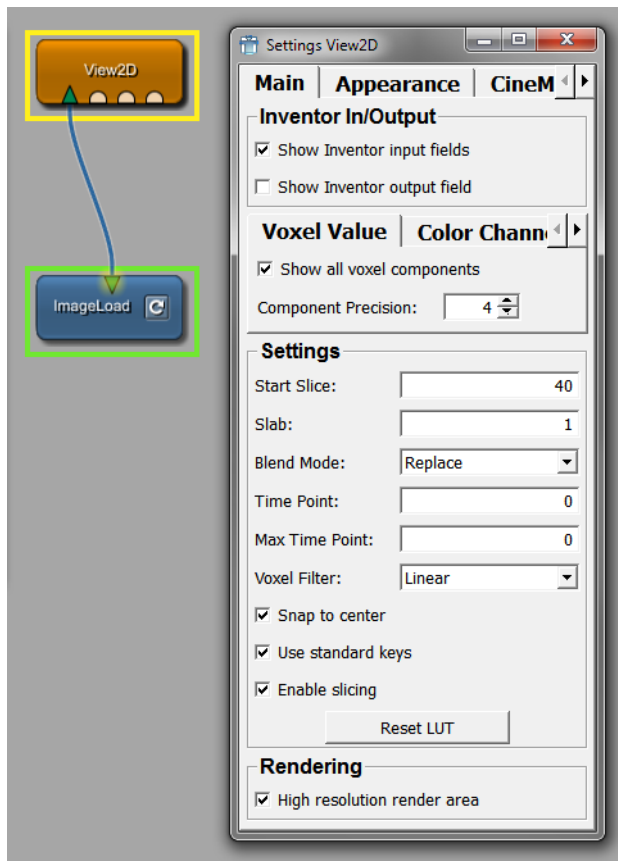 View2D
ImageLoad
Settings View2D
Main Appearance CineM
Inventor In/Output
Show Inventor input fields
Show Inventor output field
Voxel Value Color Chann
Show all voxel components
Component Precision: 4
Settings
Start Slice: 40
Slab: 1
Blend Mode: Replace
Time Point: 0
Max Time Point: 0
Voxel Filter: Linear
Snap to center
Use standard keys
Enable slicing
Reset LUT
Rendering
High resolution render area